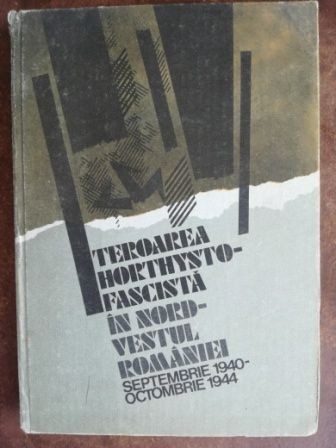 TEROAREA
HORTHYSTO-
FASCISTĂ
ÎN NORD-
VESTUL
ROMÂNIEI
SEPTEMBRIE 1940-
OCTOMBRIE 1944